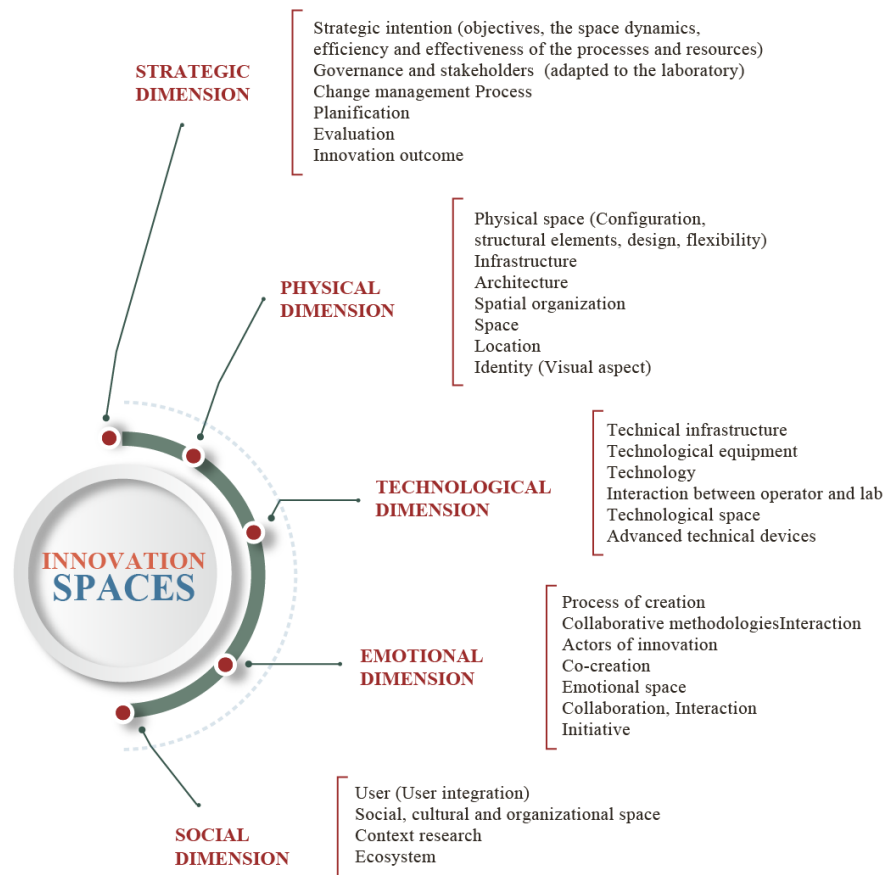 STRATEGIC
DIMENSION
Strategic intention (objectives, the space dynamics,
efficiency and effectiveness of the processes and resources)
Governance and stakeholders (adapted to the laboratory)
Change management Process
Planification
Evaluation
Innovation outcome
PHYSICAL
DIMENSION
Physical space (Configuration,
structural elements, design, flexibility)
Infrastructure
Architecture
Spatial organization
Space
Location
Identity (Visual aspect)
TECHNOLOGICAL
DIMENSION
Technical infrastructure
Technological equipment
Technology
Interaction between operator and lab
Technological space
Advanced technical devices
INNOVATION
SPACES
EMOTIONAL
DIMENSION
Process of creation
Collaborative methodologiesInteraction
Actors of innovation
Co-creation
Emotional space
Collaboration, Interaction
Initiative
SOCIAL
DIMENSION
User (User integration)
Social, cultural and organizational space
Context research
Ecosystem